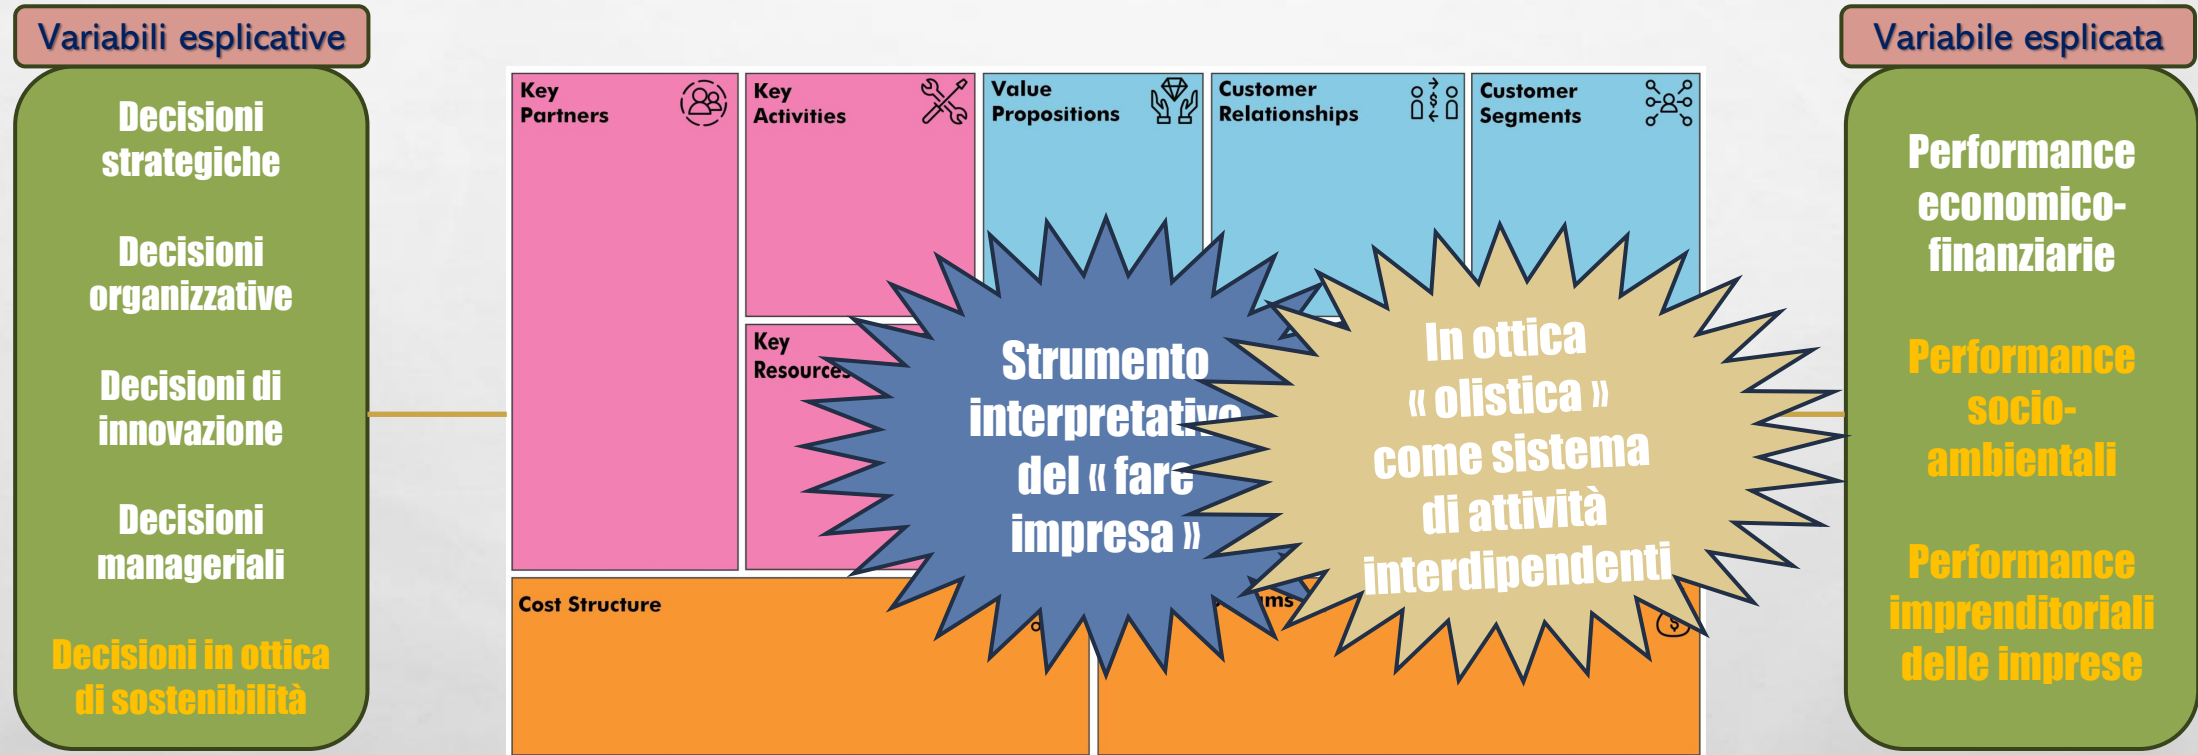 Variabili esplicative
Decisioni
strategiche
Decisioni
organizzative
Decisioni di
innovazione
Decisioni
manageriali
Decisioni in ottica
di sostenibilità
Key
Partners
Key
Activities
Value
Propositions
Customer
Relationships
Customer
Segments
Key
Resources
Cost Structure
Strumento
interpretativo
del « fare
impresa »
In ottica
« olistica »
come sistema
di attività
interdipendenti
Variabile esplicata
Performance
economico-
finanziarie
Performance
socio-
ambientali
Performance
imprenditoriali
delle imprese